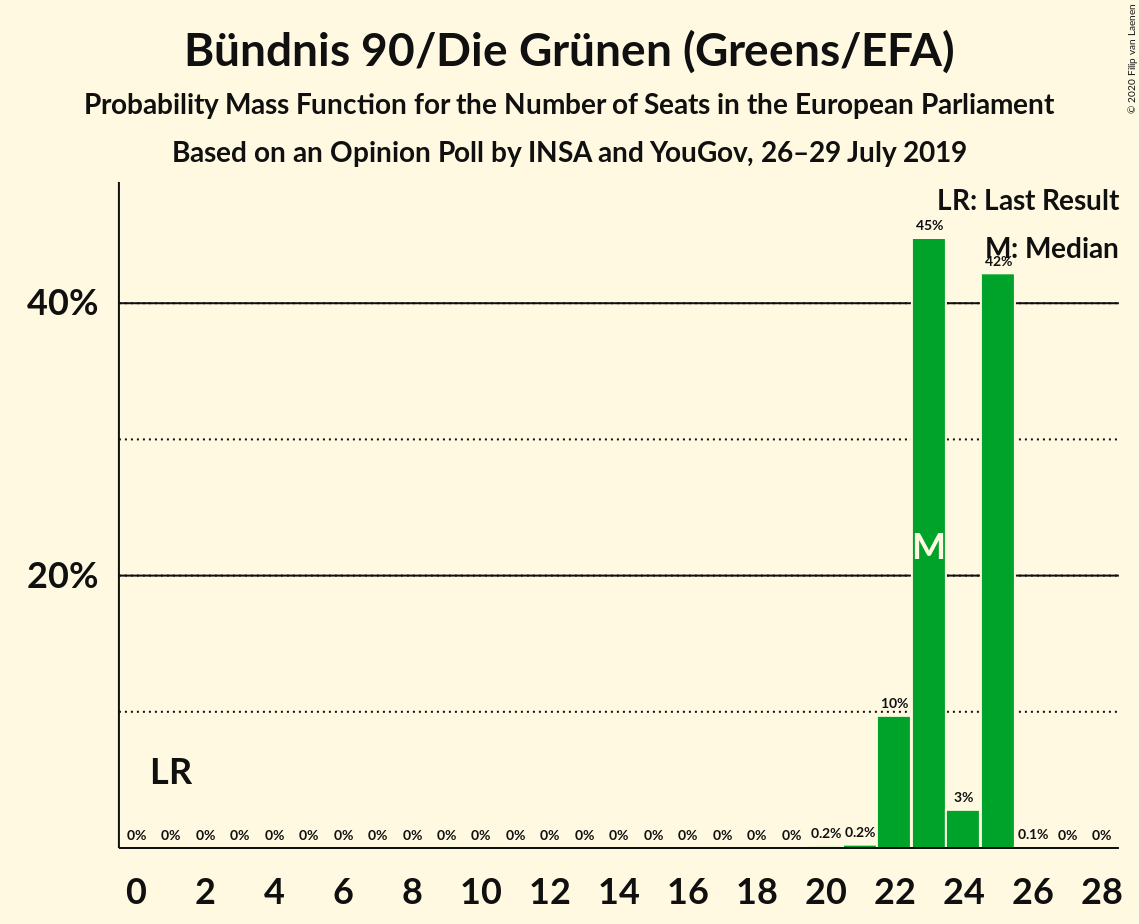 Bündnis 90/Die Grünen (Greens/EFA)
Probability Mass Function for the Number of Seats in the European Parliament
Based on an Opinion Poll by INSA and YouGov, 26–29 July 2019
© 2020 Filip van Laenen
LR: Last Result
M: Median
45%
42%
40%
M
20%
10%
LR
3%
0% 0% 0% 0% 0% 0% 0% 0% 0% 0% 0% 0% 0% 0% 0% 0% 0% 0% 0% 0% 0.2% 0.2% 0.1% 0% 0%
0 2 4 6 8 10 12 14 16 18 20 22 24 26 28